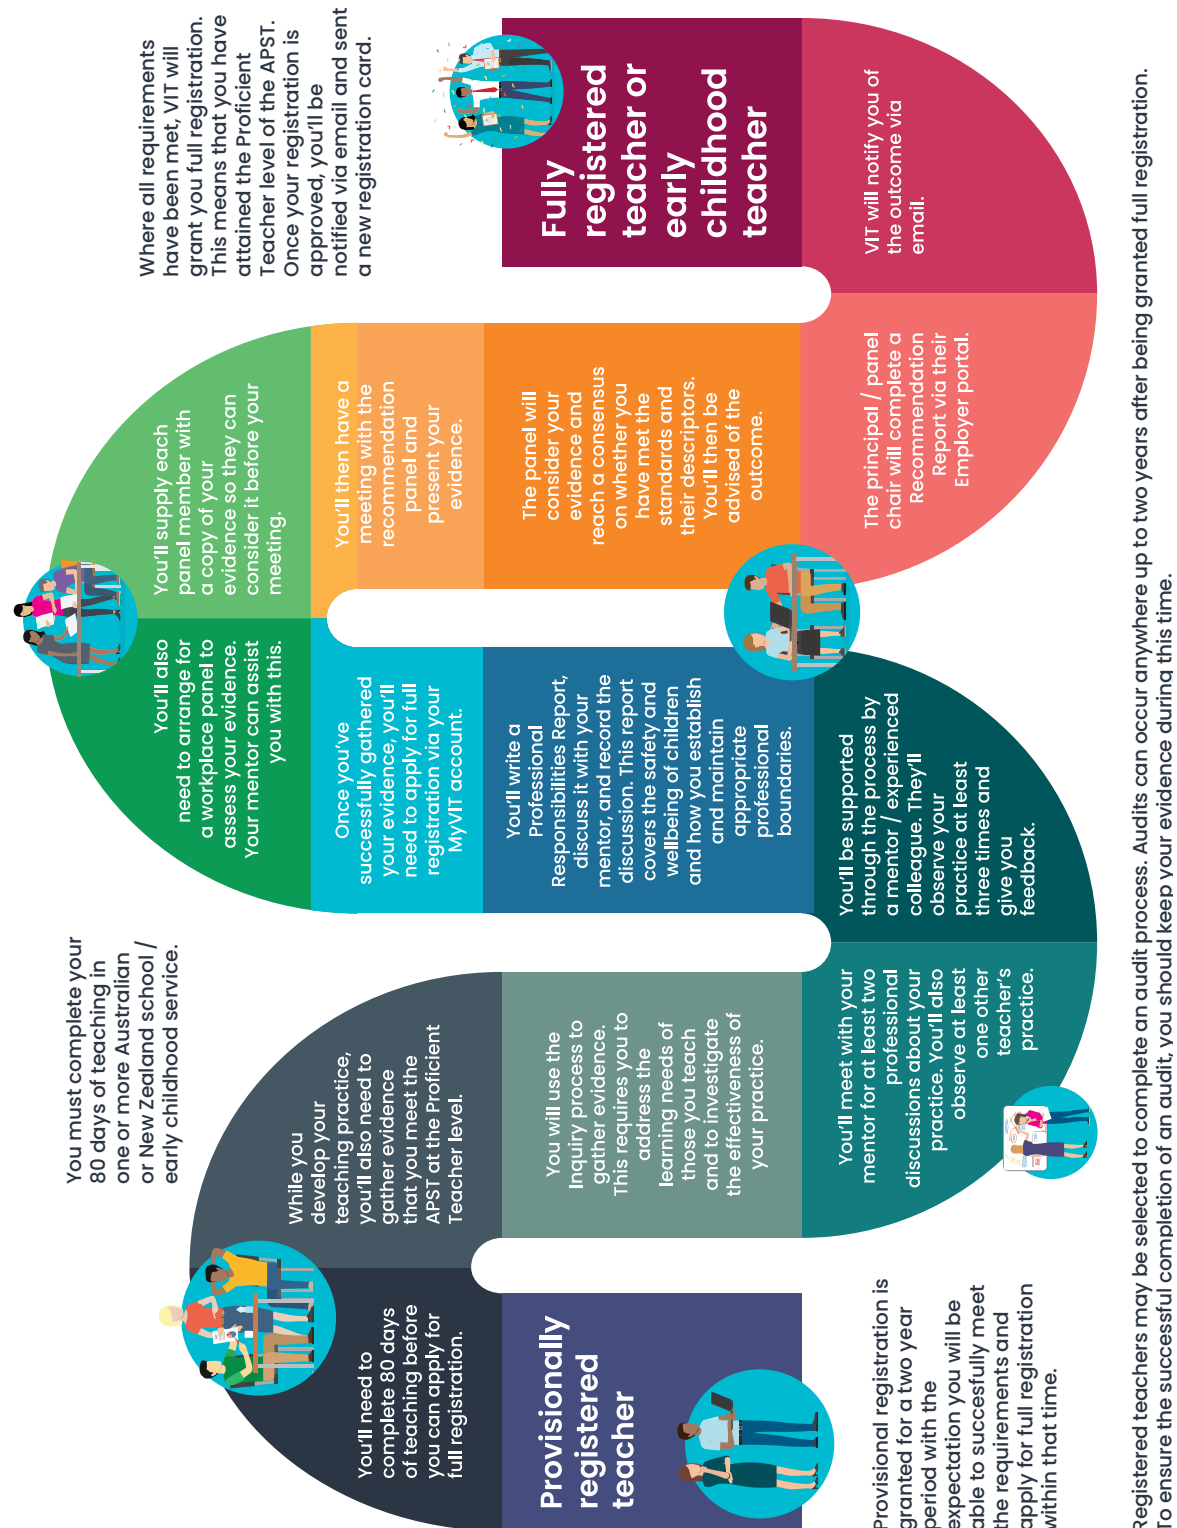 Provisionally
registered
teacher
Provisional registration is
granted for a two year
period with the
expectation you will be
able to succesfully meet
the requirements and
apply for full registration
within that time.
You'll need to
complete 80 days
of teaching before
you can apply for
full registration.
You must complete your
80 days of teaching in
one or more Australian
or New Zealand school /
early childhood service.
While you
develop your
teaching practice,
you'll also need to
gather evidence
that you meet the
APST at the Proficient
Teacher level.
You will use the
Inquiry process to
gather evidence.
This requires you to
address the
learning needs of
those you teach
and to investigate
the effectiveness of
your practice.
You'll meet with your
mentor for at least two
professional
discussions about your
practice. You'll also
observe at least
one other
teacher's
practice.
You'll be supported
through the process by
a mentor / experienced
colleague. They'll
observe your
practice at least
three times and
give you
feedback.
You'll write a
Professional
Responsibilities Report,
discuss it with your
mentor, and record the
discussion. This report
covers the safety and
wellbeing of children
and how you establish
and maintain
appropriate
professional
boundaries.
Once you've
successfully gathered
your evidence, you'll
need to apply for full
registration via your
MyVIT account.
You'll also
need to arrange for
a workplace panel to
assess your evidence.
Your mentor can assist
you with this.
You'll supply each
panel member with
a copy of your
evidence so they can
consider it before your
meeting.
You'll then have a
meeting with the
recommendation
panel and
present your
evidence.
The panel will
consider your
evidence and
reach a consensus
on whether you
have met the
standards and
their descriptors.
You'll then be
advised of the
outcome.
The principal / panel
chair will complete a
Recommendation
Report via their
Employer portal.
VIT will notify you of
the outcome via
email.
Fully
registered
teacher or
early
childhood
teacher
Where all requirements
have been met, VIT will
grant you full registration.
This means that you have
attained the Proficient
Teacher level of the APST.
Once your registration is
approved, you'll be
notified via email and sent
a new registration card.
Registered teachers may be selected to complete an audit process. Audits can occur anywhere up to two years after being granted full registration.
To ensure the successful completion of an audit, you should keep your evidence during this time.